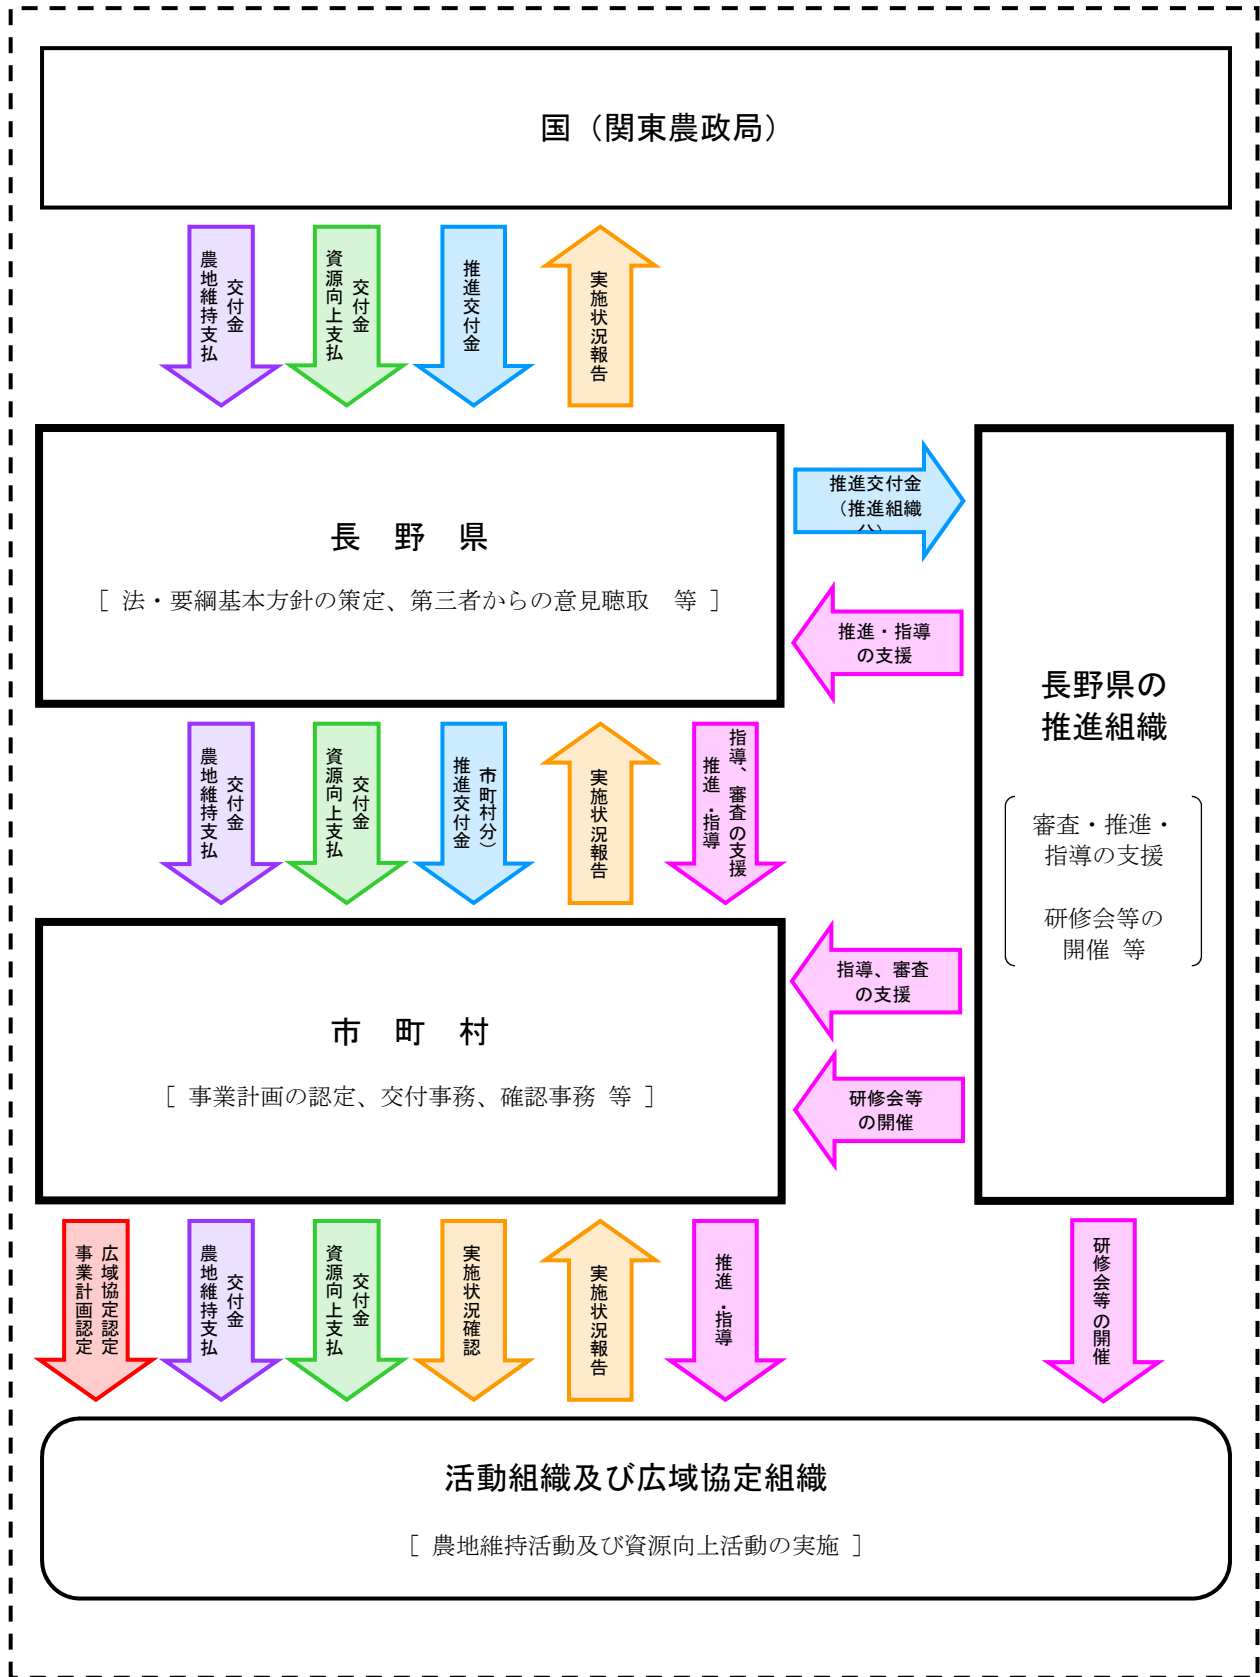 国（関東農政局）
農地維持支払
交付金
資源向上支払
交付金
推進交付金
実施状況報告
長　野　県
［ 法・要綱基本方針の策定、第三者からの意見聴取　等 ］
推進交付金
（推進組織
推進・指導
の支援
長野県の
推進組織
審査・推進・
指導の支援
研修会等の
開催 等
農地維持支払
交付金
資源向上支払
交付金
推進交付金
市町村分）
実施状況報告
推進・指導
指導、審査の支援
市　町　村
［ 事業計画の認定、交付事務、確認事務 等 ］
指導、審査
の支援
研修会等
の開催
広域協定認定
事業計画認定
農地維持支払
交付金
資源向上支払
交付金
実施状況確認
実施状況報告
推進・指導
研修会等の開催
活動組織及び広域協定組織
［ 農地維持活動及び資源向上活動の実施 ］